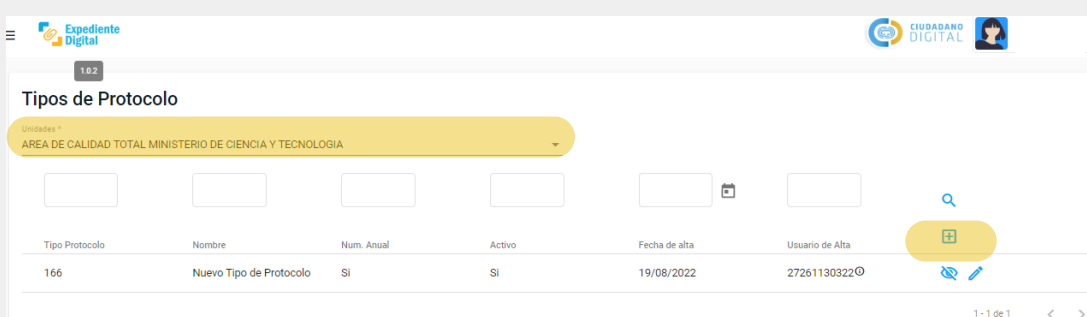 Expediente
Digital
CIUDADANO
DIGITAL
1.0.2
Tipos de Protocolo
Unidades *
AREA DE CALIDAD TOTAL MINISTERIO DE CIENCIA Y TECNOLOGIA
Tipo Protocolo Nombre Num. Anual Activo Fecha de alta Usuario de Alta
166 Nuevo Tipo de Protocolo Si Si 19/08/2022 27261130322
1 - 1 de 1